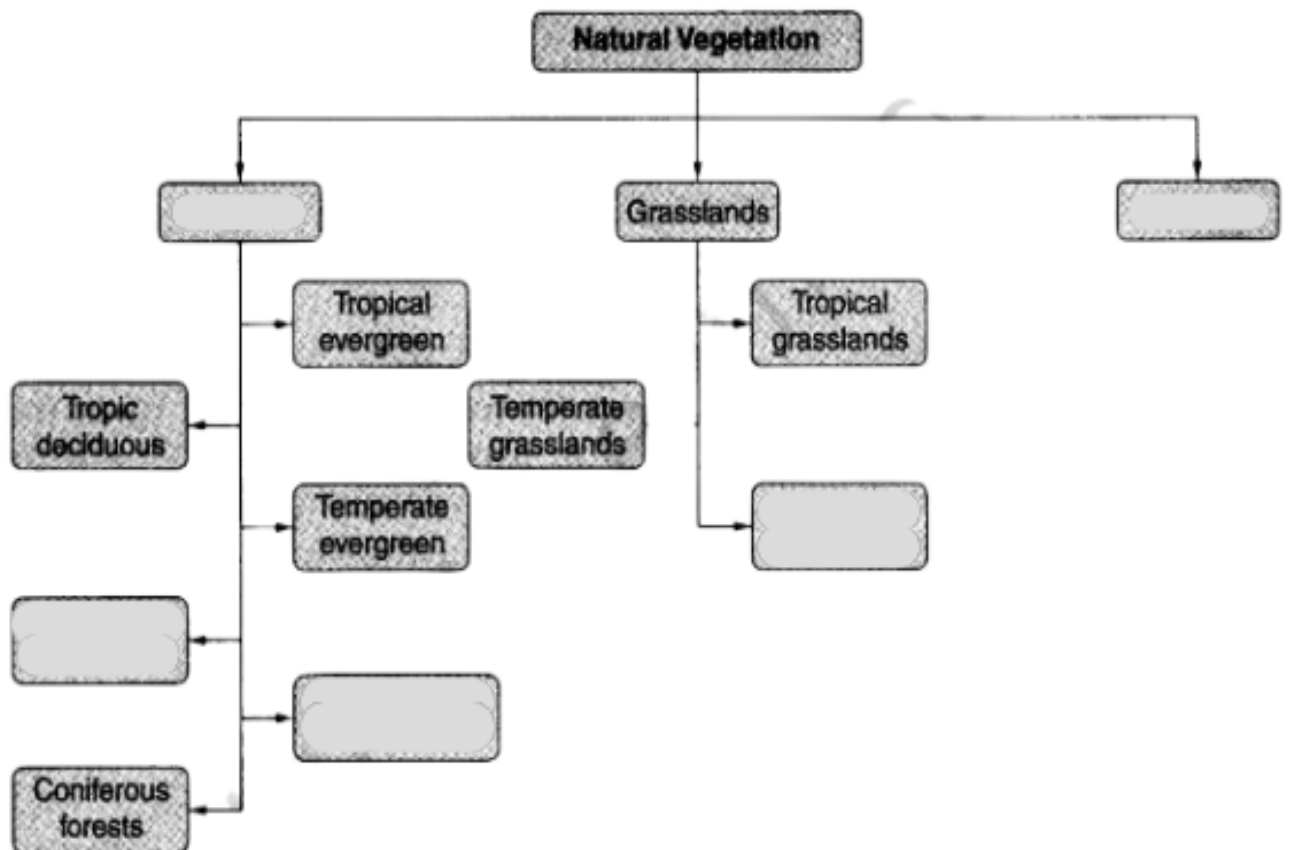 Natural Vegetation
Grasslands
Tropical
evergreen
Tropical
grasslands
Tropic
deciduous
Temperate
grasslands
Temperate
evergreen
Coniferous
forests